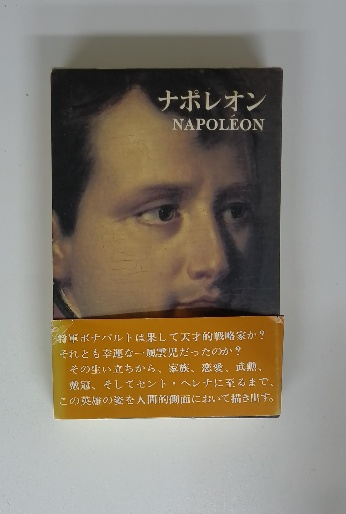 ナポレオン
NAPOLÉON
将軍ボナパルトは果して天才的戦略家か？
それとも幸運な一風雲児だったのか？
その生い立ちから、家族、恋愛、武勲、
戴冠、そしてセント・ヘレナに至るまで、
この英雄の姿を人間的側面において描き出す。